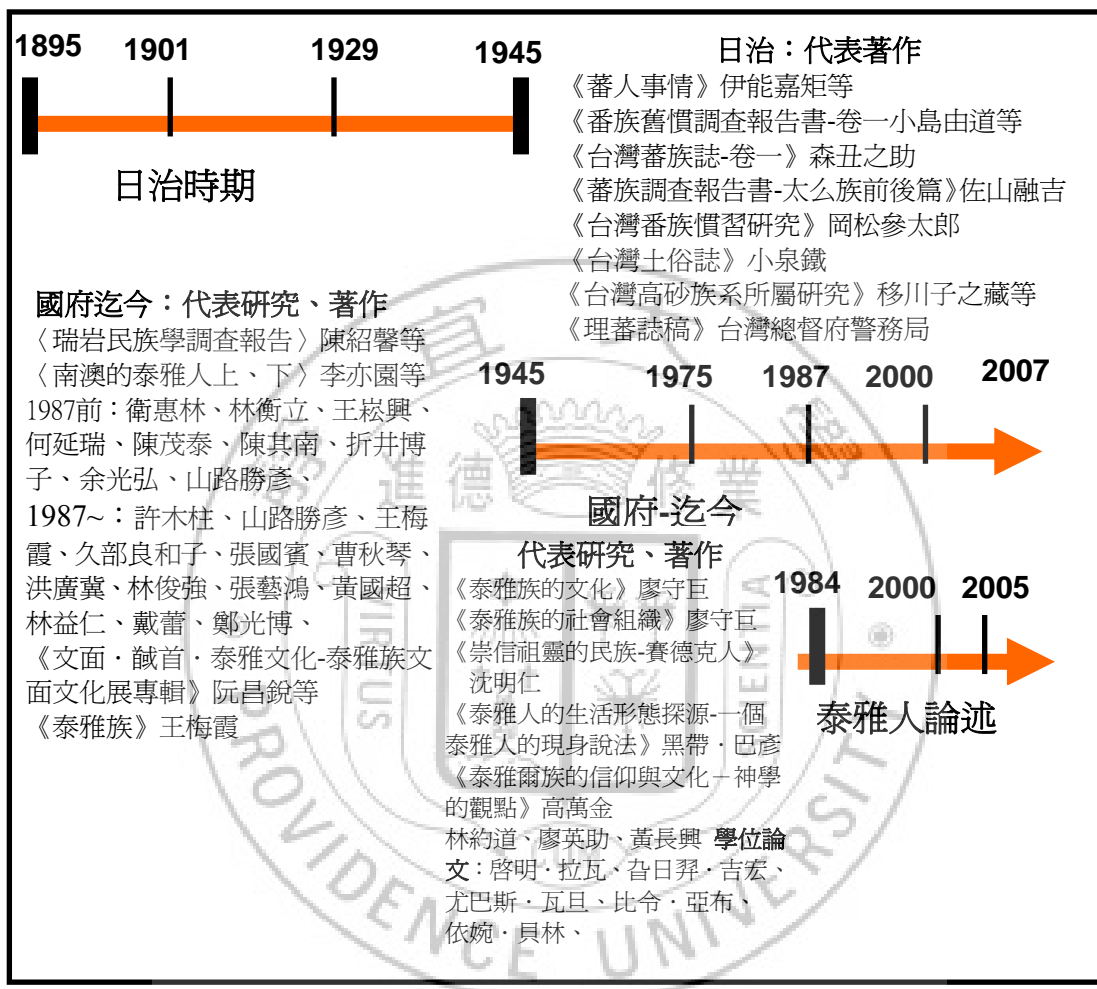 1895 1901 1929 1945
日治時期
日治：代表著作
《蕃人事情》伊能嘉矩等
《番族舊慣調查報告書-卷一小島由道等
《台灣蕃族誌-卷一》森丑之助
《蕃族調查報告書-太么族前後篇》佐山融吉
《台灣番族慣習研究》岡松參太郎
《台灣土俗誌》小泉鐵
《台灣高砂族系所屬研究》移川子之藏等
《理蕃誌稿》台灣總督府警務局
國府迄今：代表研究、著作
〈瑞岩民族學調查報告〉陳紹馨等
〈南澳的泰雅人上、下〉李亦園等
1987前：衛惠林、林衡立、王崧興、
何延瑞、陳茂泰、陳其南、折井博
子、余光弘、山路勝彥、
1987~：許木柱、山路勝彥、王梅
霞、久部良和子、張國賓、曹秋琴、
洪廣冀、林俊強、張藝鴻、黃國超、
林益仁、戴蕾、鄭光博、
《文面．馘首．泰雅文化-泰雅族文
面文化展專輯》阮昌銳等
《泰雅族》王梅霞
1945 1975 1987 2000 2007
國府-迄今
代表研究、著作
《泰雅族的文化》廖守臣
《泰雅族的社會組織》廖守臣
《崇信祖靈的民族-賽德克人》
沈明仁
《泰雅人的生活形態探源-一個
泰雅人的現身說法》黑帶．巴彥
《泰雅爾族的信仰與文化－神學
的觀點》高萬金
林約道、廖英助、黃長興 學位論
文：啓明．拉瓦、旮日羿．吉宏、
尤巴斯．瓦旦、比令．亞布、
依婉．貝林、
1984 2000 2005
泰雅人論述
進德修業
VIRTUS
PROVIDENCE UNIVERSITY